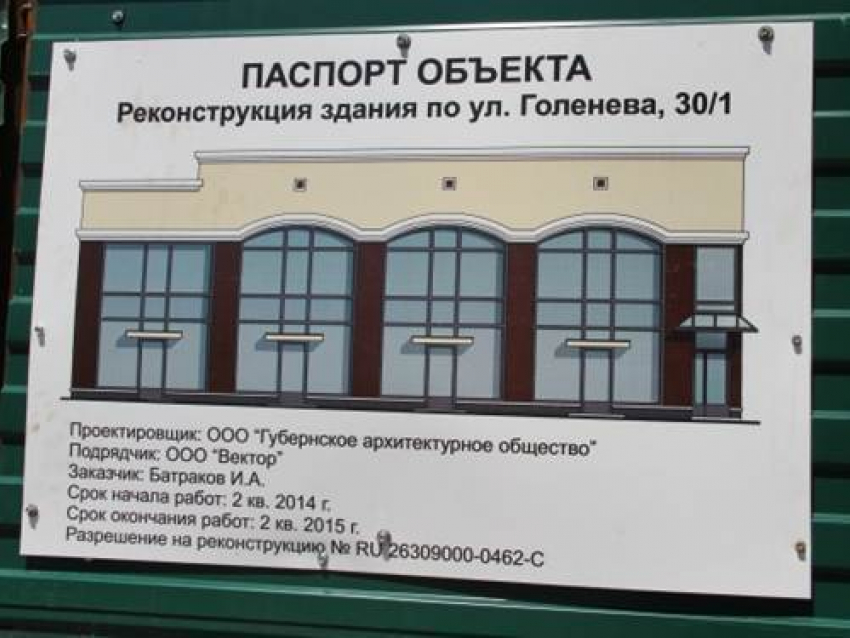 ПАСПОРТ ОБЪЕКТА
Реконструкция здания по ул. Голенева, 30/1
Проектировщик: ООО "Губернское архитектурное общество"
Подрядчик: ООО "Вектор"
Заказчик: Батраков И.А.
Срок начала работ: 2 кв. 2014 г.
Срок окончания работ: 2 кв. 2015 г.
Разрешение на реконструкцию № RU 26309000-0462-С